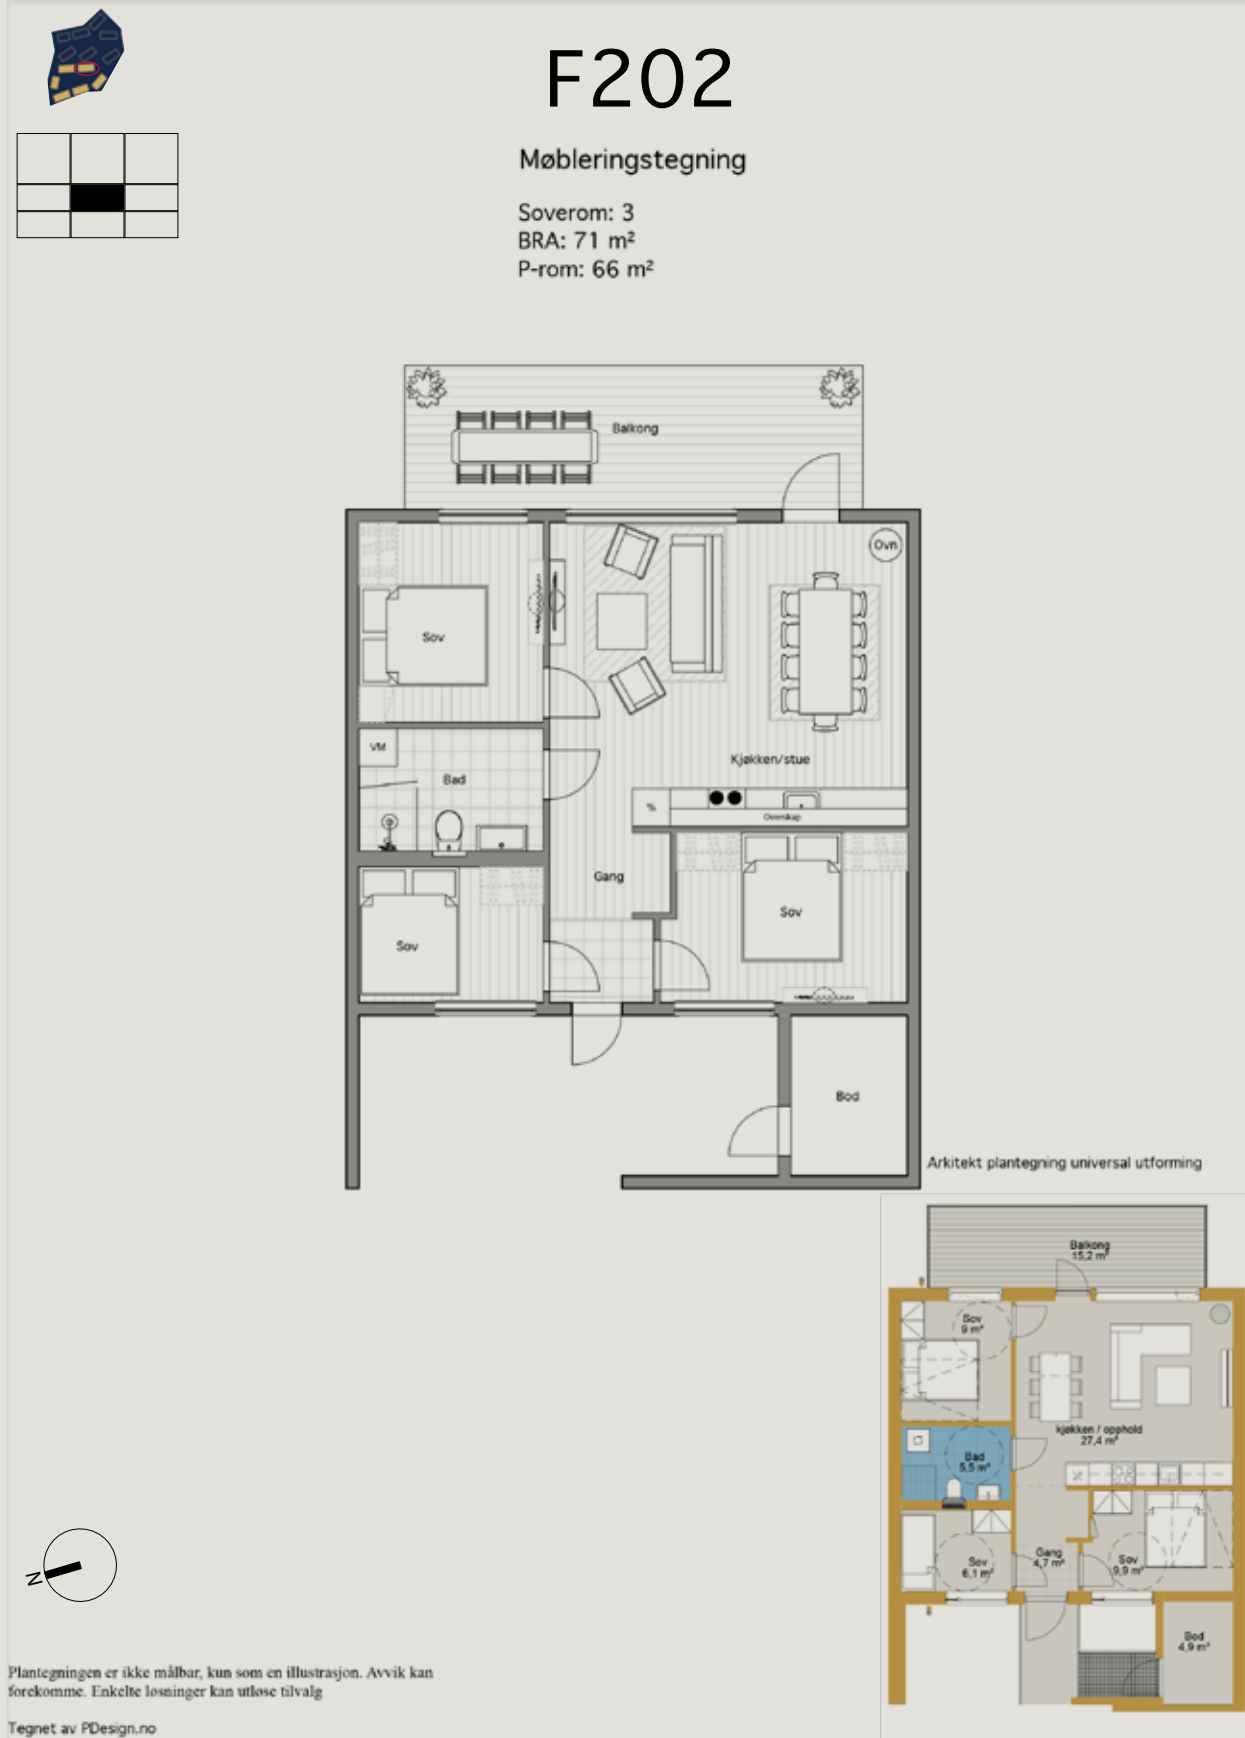 F202
Møbleringstegning
Soverom: 3
BRA: 71 m²
P-rom: 66 m²
Balkong
Ovn
Sov
Kjøkken/stue
VM
Bad
%
Overskap
Gang
Sov
Sov
Bod
Arkitekt plantegning universal utforming
Balkong
15,2 m²
Sov
9 m²
kjøkken / opphold
27,4 m²
Bad
5,5 m²
Gang
4,7 m²
Sov
6,1 m²
Sov
9,9 m²
Bod
4,9 m²
N
Plantegningen er ikke målbar, kun som en illustrasjon. Avvik kan
forekomme. Enkelte løsninger kan utløse tilvalg
Tegnet av PDesign.no